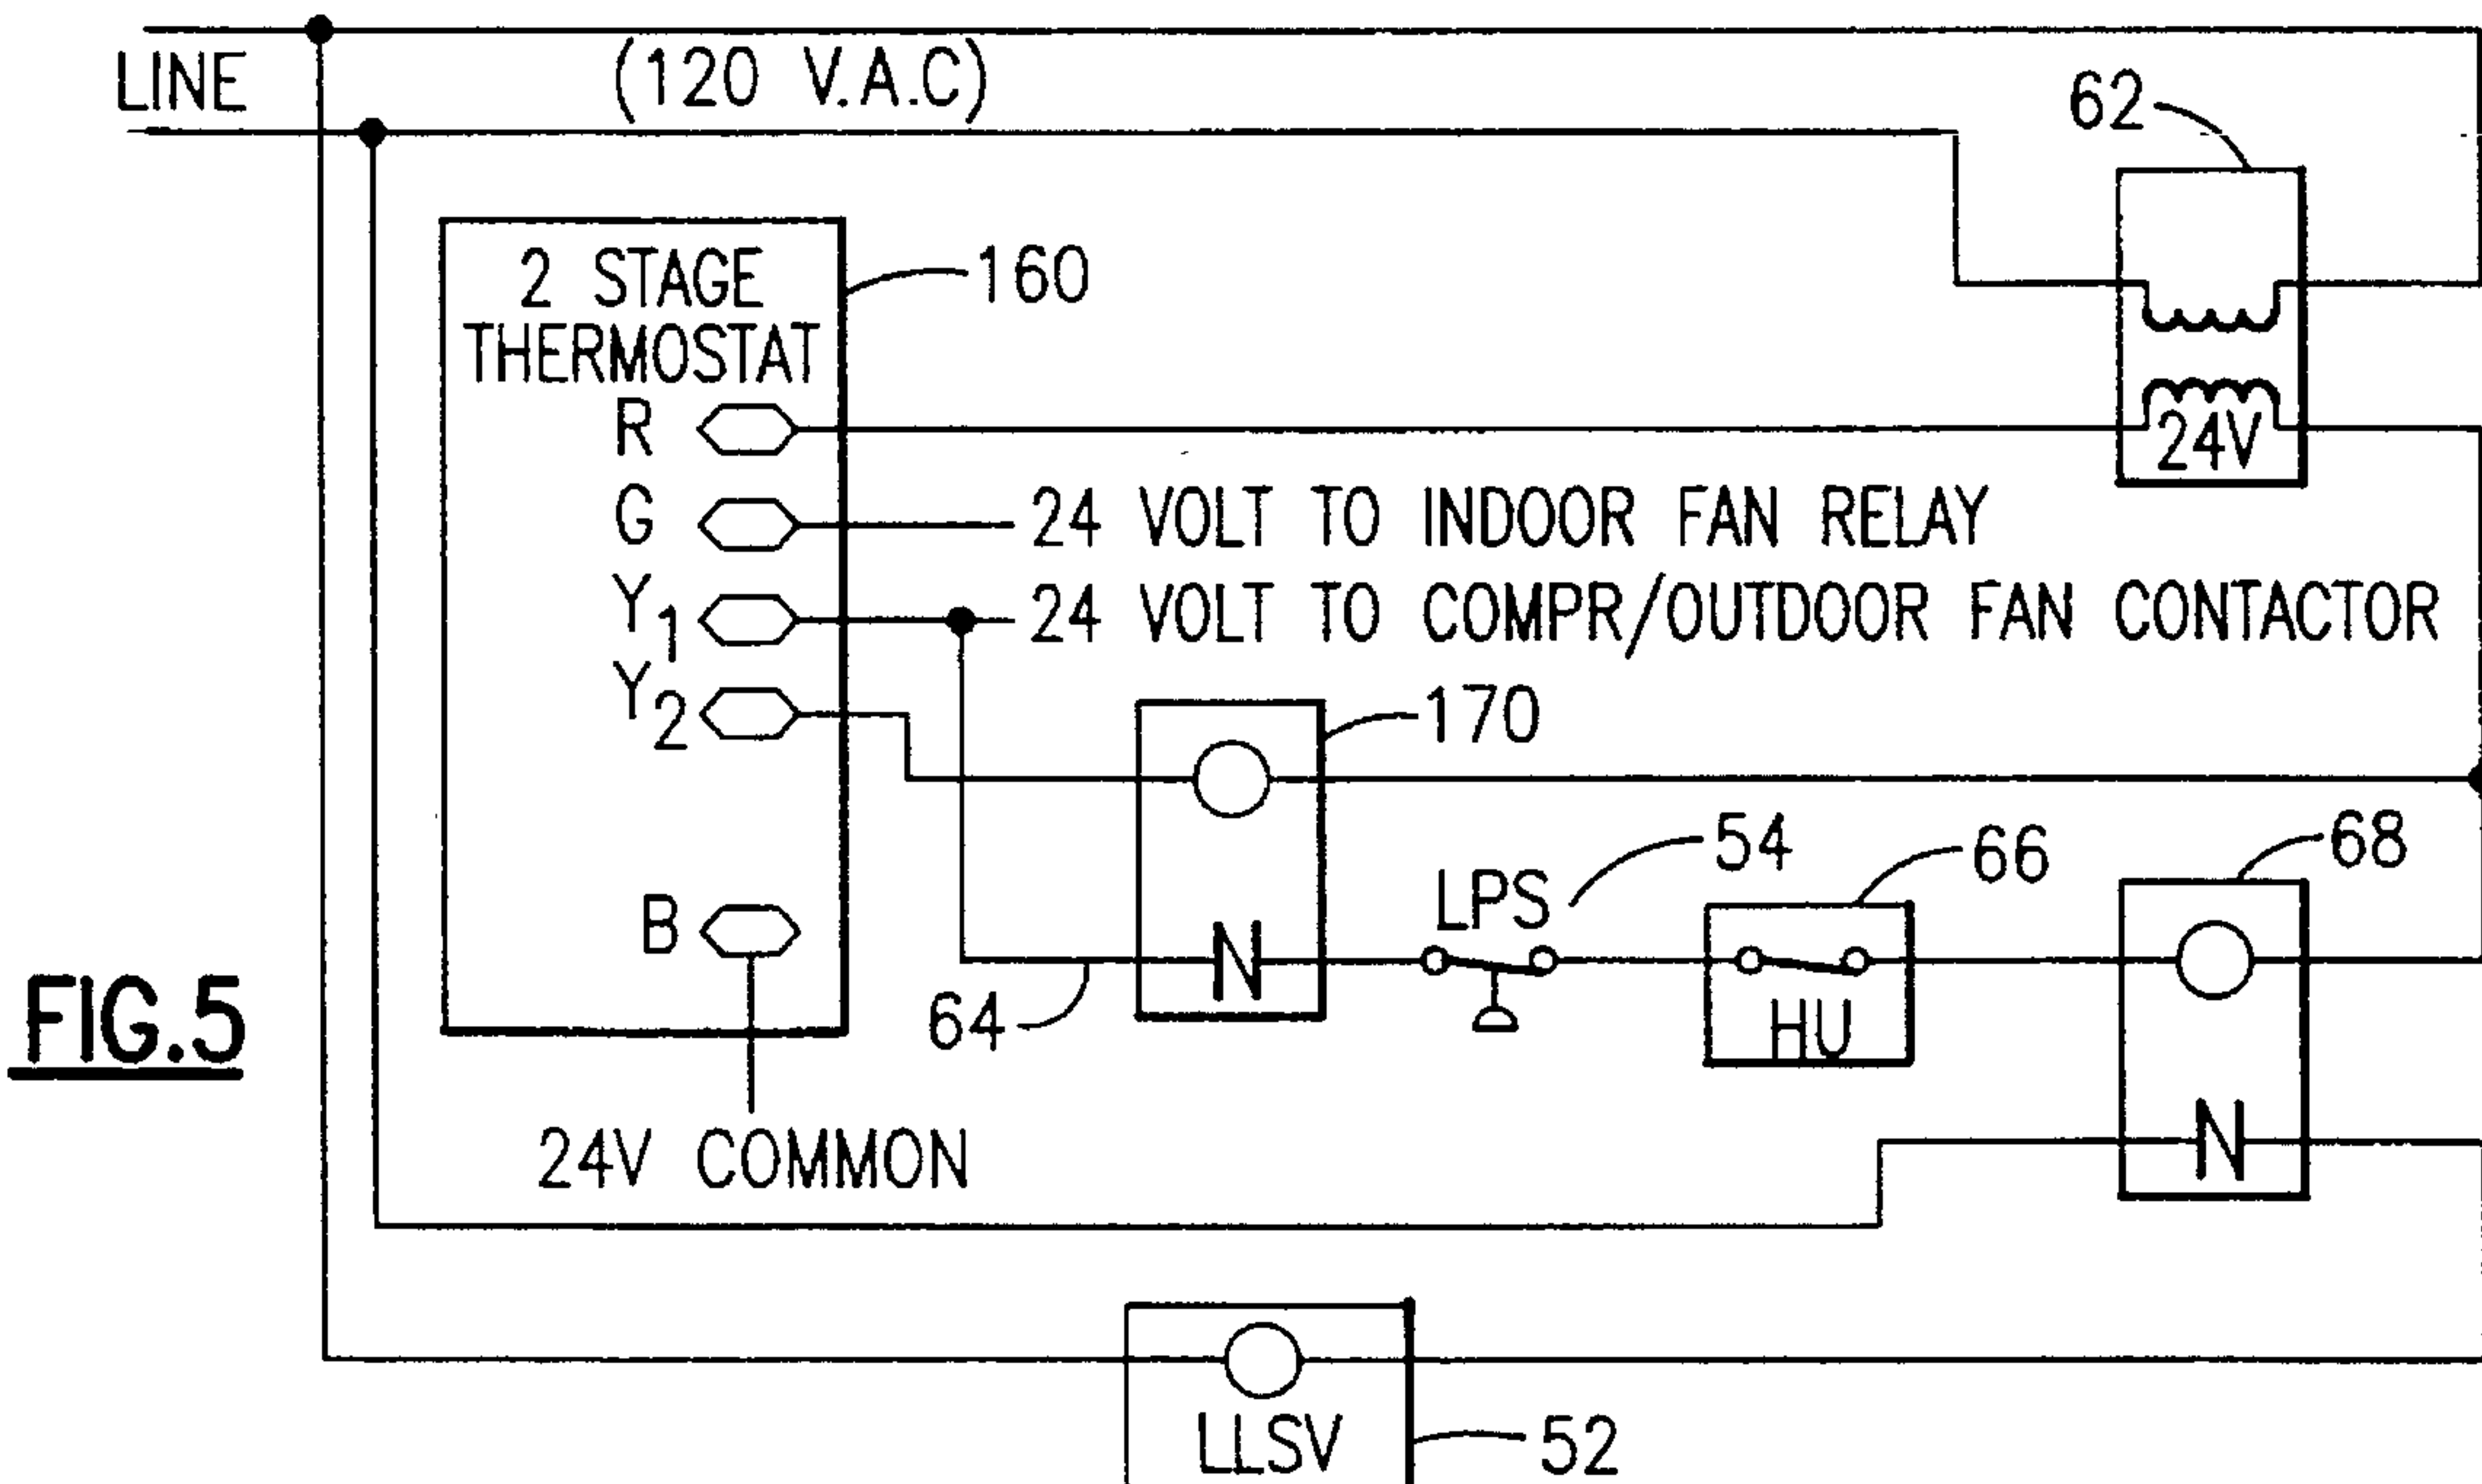 LINE
(120 V.A.C)
62
2 STAGE
THERMOSTAT
160
R
24V
G
24 VOLT TO INDOOR FAN RELAY
Y1
24 VOLT TO COMPR/OUTDOOR FAN CONTACTOR
Y2
170
LPS
54
66
68
B
N
64
HU
FIG.5
24V COMMON
N
LLSV
52